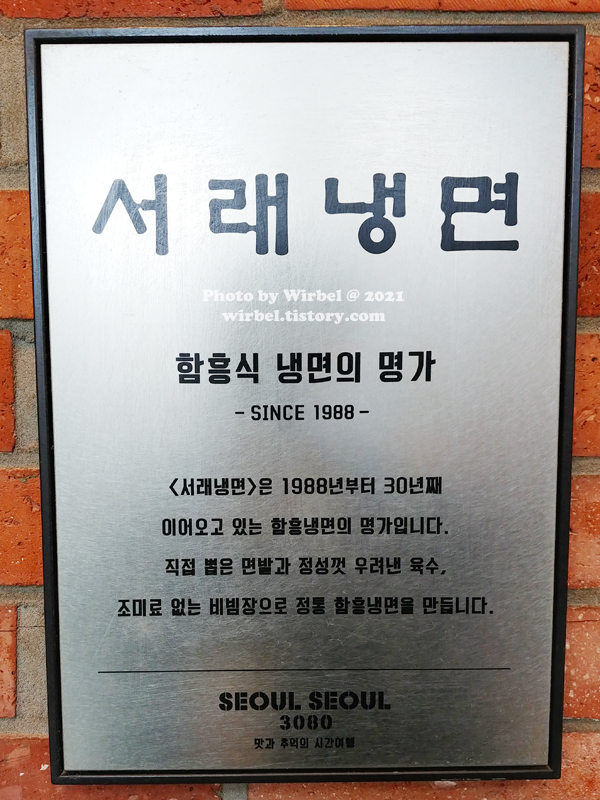 서래냉면
Photo by Wirbel @ 2021
wirbel.tistory.com
함흥식 냉면의 명가
- SINCE 1988 -
<서래냉면>은 1988년부터 30년째
이어오고 있는 함흥냉면의 명가입니다.
직접 뽑은 면발과 정성껏 우려낸 육수,
조미료 없는 비빔장으로 정통 함흥냉면을 만듭니다.
SEOUL SEOUL
3080
맛과 추억의 시간여행